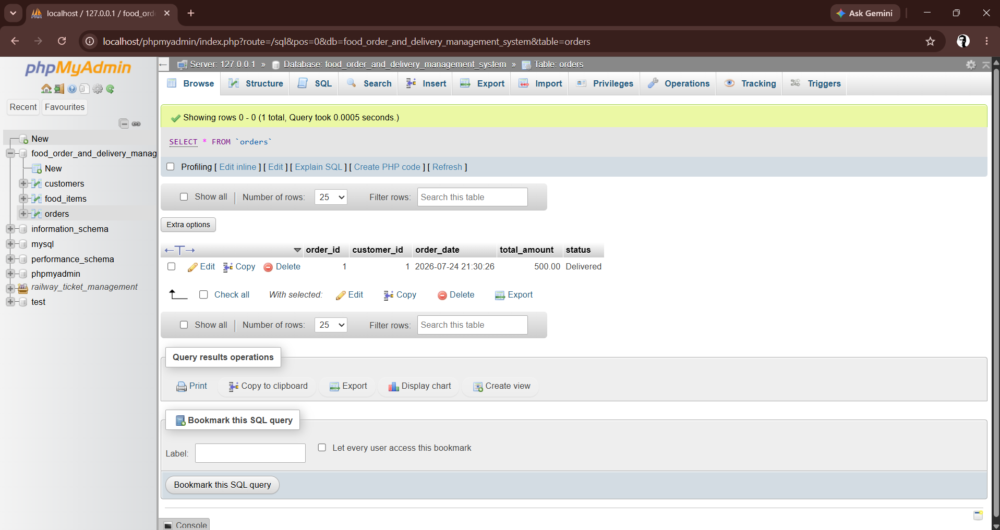 localhost / 127.0.0.1 / food_ord
Ask Gemini
localhost/phpmyadmin/index.php?route=/sql&pos=0&db=food_order_and_delivery_management_system&table=orders
phpMyAdmin
Recent Favourites
New
food_order_and_delivery_manag
New
customers
food_items
orders
information_schema
mysql
performance_schema
phpmyadmin
railway_ticket_management
test
Server: 127.0.0.1 » Database: food_order_and_delivery_management_system » Table: orders
Browse Structure SQL Search Insert Export Import Privileges Operations Tracking Triggers
Showing rows 0 - 0 (1 total, Query took 0.0005 seconds.)
SELECT * FROM `orders`
Profiling [ Edit inline ] [ Edit ] [ Explain SQL ] [ Create PHP code ] [ Refresh ]
Show all | Number of rows: 25 Filter rows: Search this table
Extra options
order_id customer_id order_date total_amount status
Edit Copy Delete 1 1 2026-07-24 21:30:26 500.00 Delivered
Check all With selected: Edit Copy Delete Export
Show all | Number of rows: 25 Filter rows: Search this table
Query results operations
Print Copy to clipboard Export Display chart Create view
Bookmark this SQL query
Label: Let every user access this bookmark
Bookmark this SQL query
Console